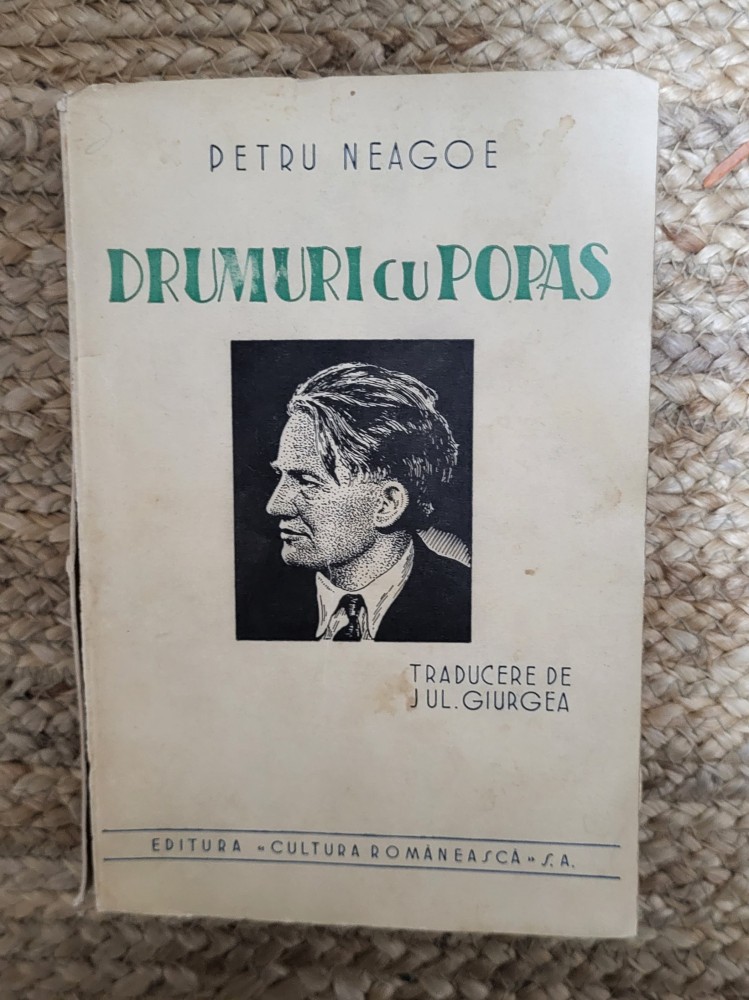 PETRU NEAGOE
DRUMURI CU POPAS
TRADUCERE DE
JUL. GIURGEA
EDITURA „CULTURA ROMÂNEASCĂ" S.A.